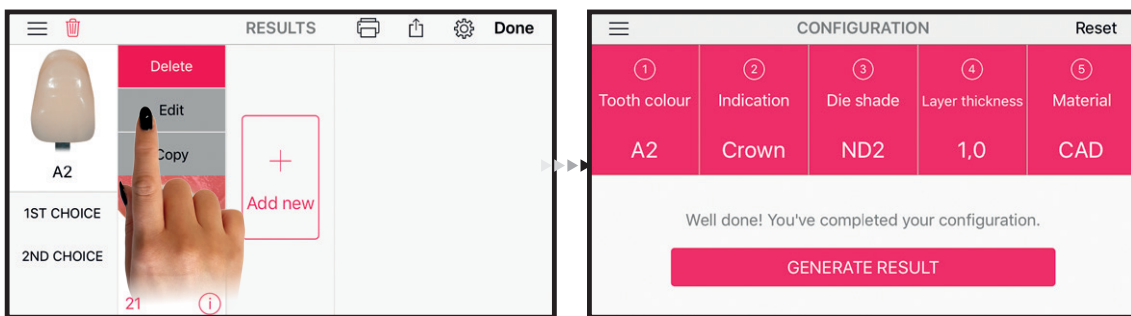 RESULTS Done
Delete
Edit
Copy
A2
Add new
1ST CHOICE
2ND CHOICE
21 i
CONFIGURATION Reset
1 2 3 4 5
Tooth colour Indication Die shade Layer thickness Material
A2 Crown ND2 1,0 CAD
Well done! You've completed your configuration.
GENERATE RESULT